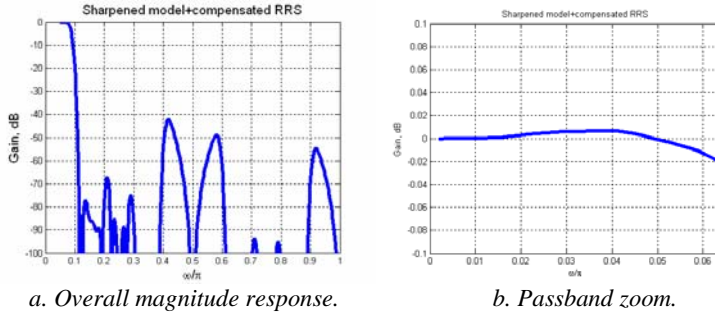 Sharpened model+compensated RRS
Gain, dB
0
-10
-20
-30
-40
-50
-60
-70
-80
-90
-100
0 0.1 0.2 0.3 0.4 0.5 0.6 0.7 0.8 0.9 1
ω/π
a. Overall magnitude response.
Sharpened model+compensated RRS
Gain, dB
0.1
0.08
0.06
0.04
0.02
0
-0.02
-0.04
-0.06
-0.08
-0.1
0 0.01 0.02 0.03 0.04 0.05 0.06
ω/π
b. Passband zoom.